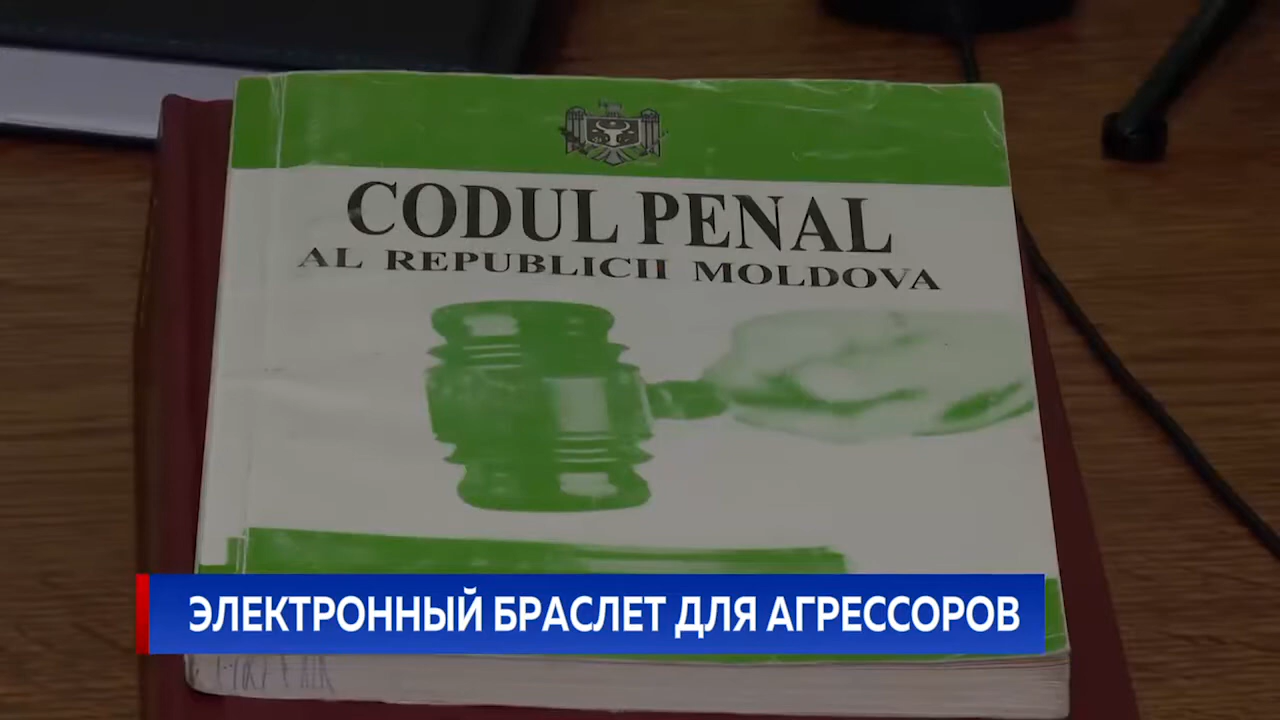 CODUL PENAL
AL REPUBLICII MOLDOVA
ЭЛЕКТРОННЫЙ БРАСЛЕТ ДЛЯ АГРЕССОРОВ